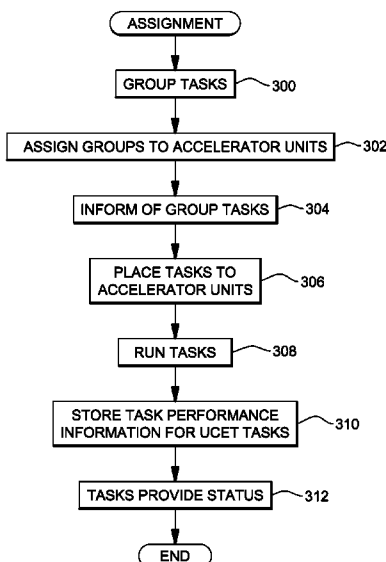 ASSIGNMENT
GROUP TASKS 300
ASSIGN GROUPS TO ACCELERATOR UNITS 302
INFORM OF GROUP TASKS 304
PLACE TASKS TO
ACCELERATOR UNITS 306
RUN TASKS 308
STORE TASK PERFORMANCE
INFORMATION FOR UCET TASKS 310
TASKS PROVIDE STATUS 312
END